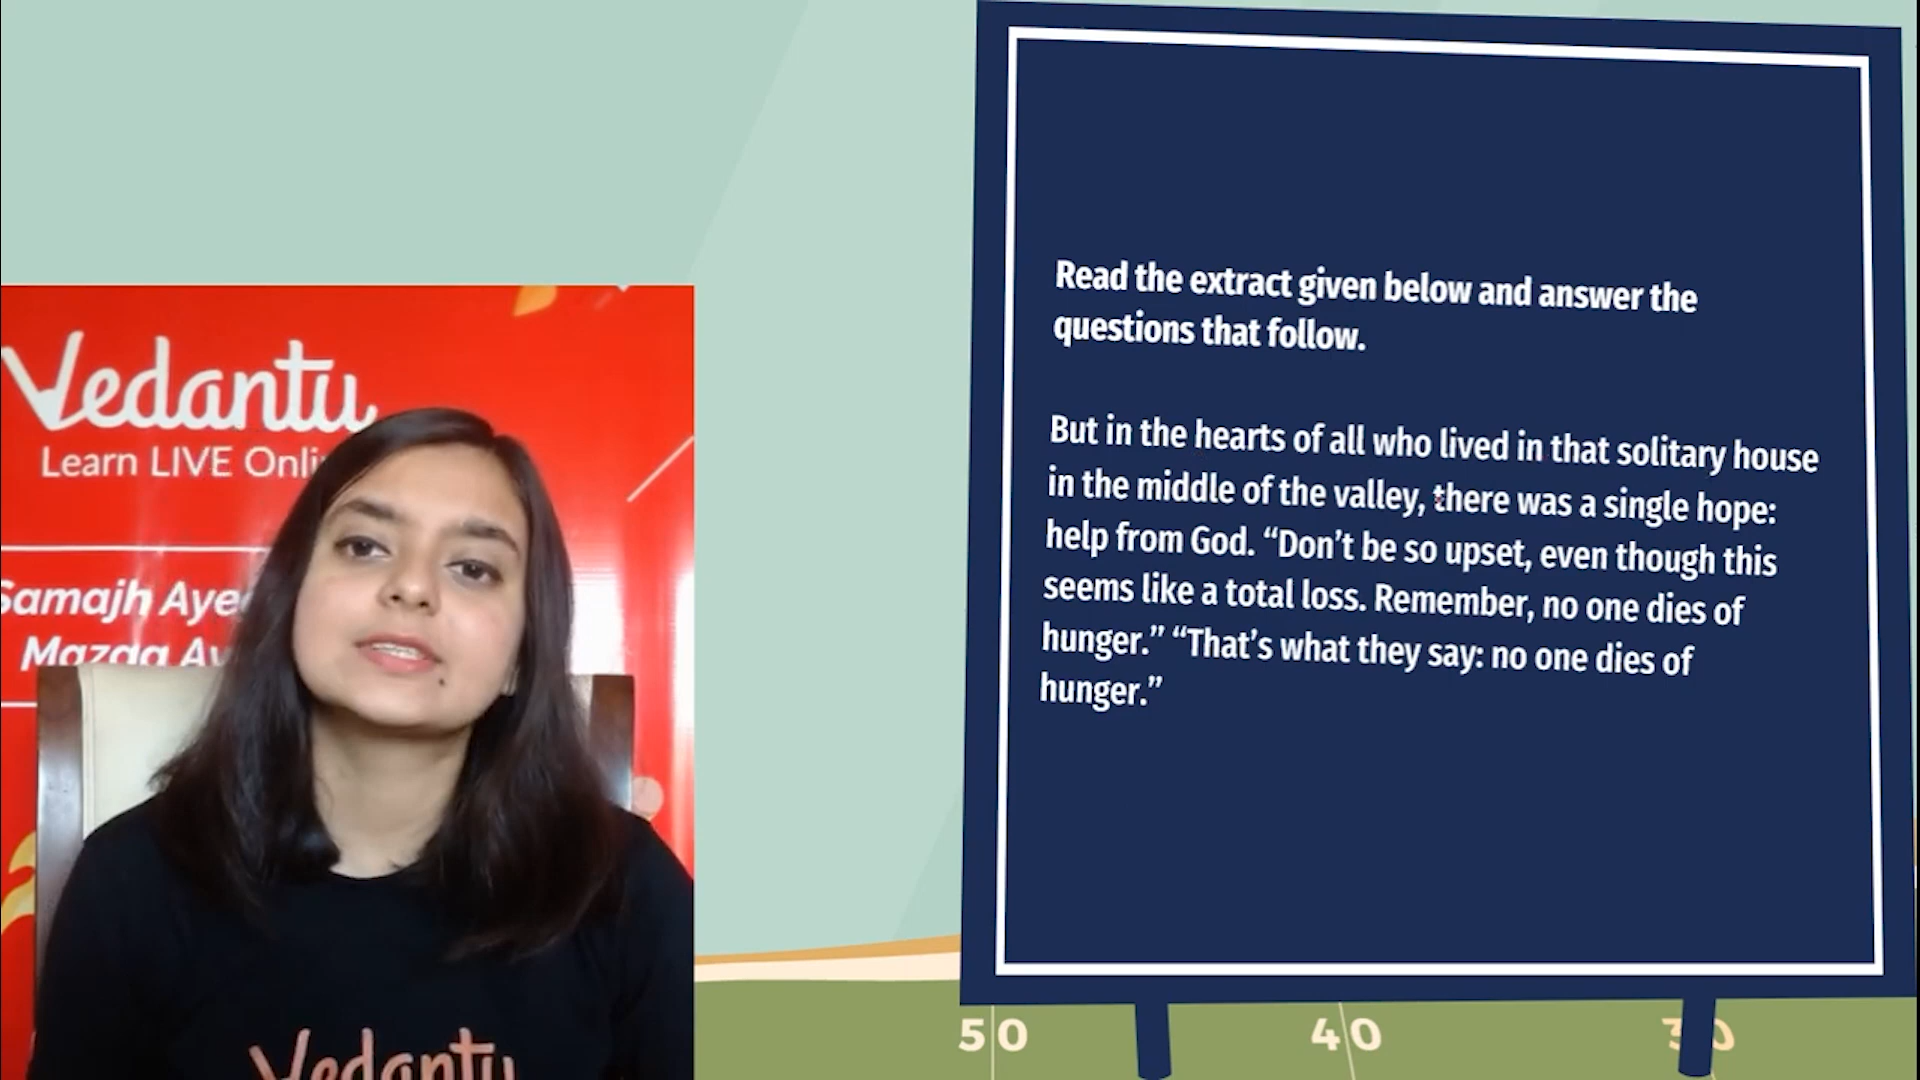 Vedantu
Learn LIVE Onli
Samajh Aye
Mazaa Av
Vedantu
Read the extract given below and answer the
questions that follow.
But in the hearts of all who lived in that solitary house
in the middle of the valley, there was a single hope:
help from God. “Don’t be so upset, even though this
seems like a total loss. Remember, no one dies of
hunger.” “That’s what they say: no one dies of
hunger.”
50
40
30